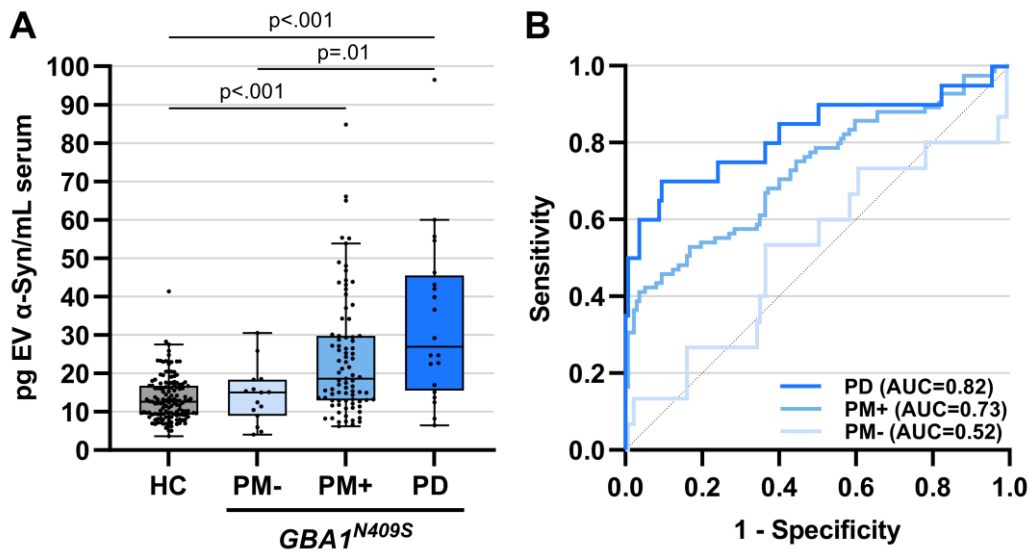 A
p<.001
p=.01
p<.001
pg EV α-Syn/mL serum
100
90
80
70
60
50
40
30
20
10
0
HC PM- PM+ PD
GBA1N409S
B
Sensitivity
1.0
0.8
0.6
0.4
0.2
0.0
PD (AUC=0.82)
PM+ (AUC=0.73)
PM- (AUC=0.52)
0.0 0.2 0.4 0.6 0.8 1.0
1 - Specificity